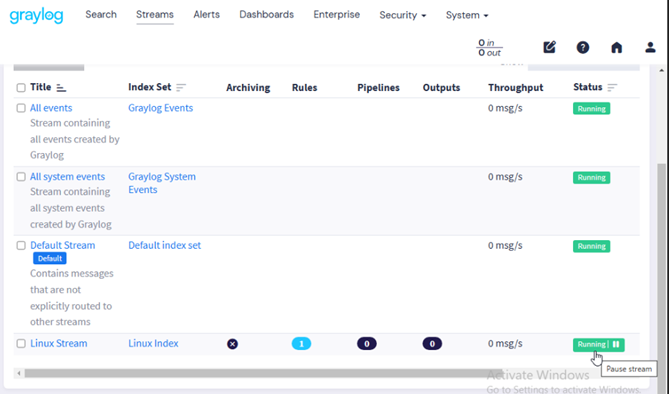 graylog Search Streams Alerts Dashboards Enterprise Security System
0 in
0 out
Title Index Set Archiving Rules Pipelines Outputs Throughput Status
All events Graylog Events 0 msg/s Running
Stream containing
all events created by
Graylog
All system events Graylog System 0 msg/s Running
Stream containing Events
all system events
created by Graylog
Default Stream Default index set 0 msg/s Running
Default
Contains messages
that are not
explicitly routed to
other streams
Linux Stream Linux Index 1 0 0 0 msg/s Running
Pause stream
Activate Windows
Go to Settings to activate Windows.